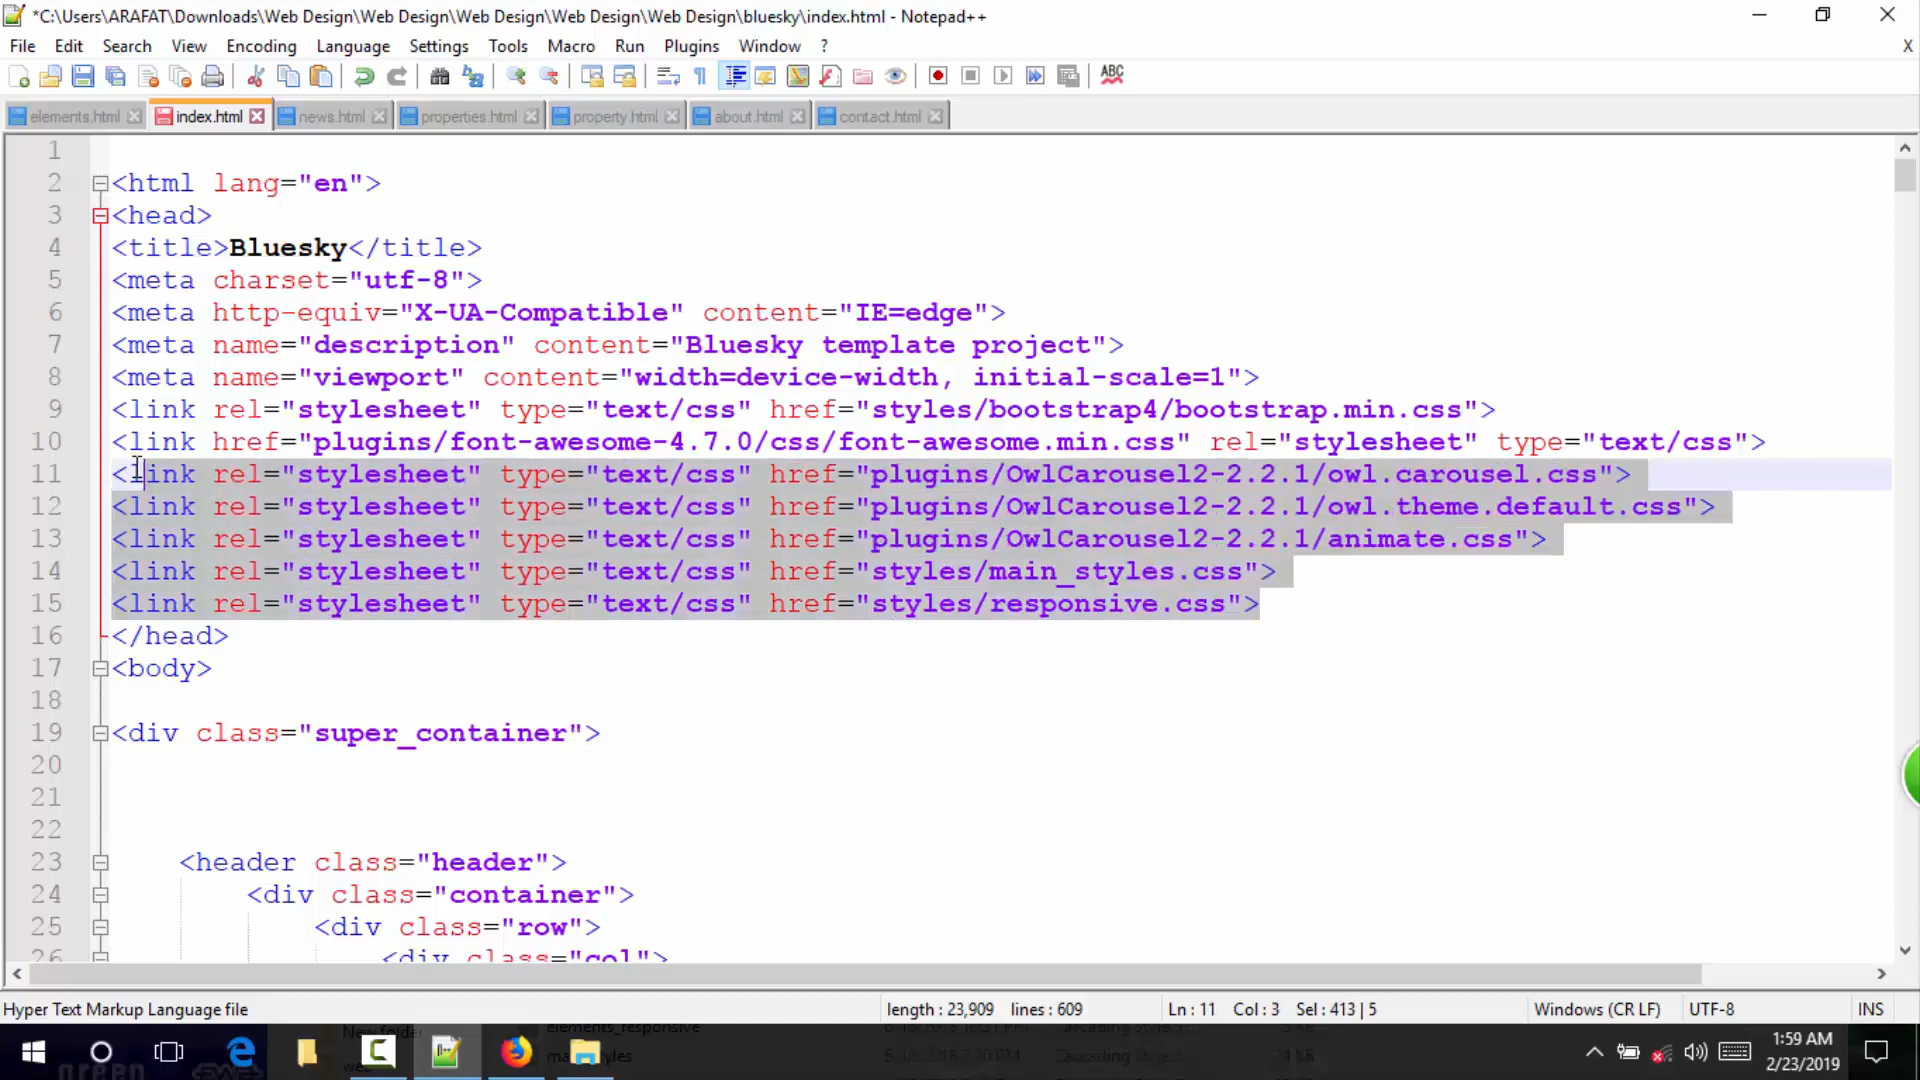 *C:\Users\ARAFAT\Downloads\Web Design\Web Design\Web Design\Web Design\Web Design\bluesky\index.html - Notepad++
File Edit Search View Encoding Language Settings Tools Macro Run Plugins Window ? X
ABC
elements.html index.html news.html properties.html property.html about.html contact.html
1
2 <html lang="en">
3 <head>
4 <title>Bluesky</title>
5 <meta charset="utf-8">
6 <meta http-equiv="X-UA-Compatible" content="IE=edge">
7 <meta name="description" content="Bluesky template project">
8 <meta name="viewport" content="width=device-width, initial-scale=1">
9 <link rel="stylesheet" type="text/css" href="styles/bootstrap4/bootstrap.min.css">
10 <link href="plugins/font-awesome-4.7.0/css/font-awesome.min.css" rel="stylesheet" type="text/css">
11 <link rel="stylesheet" type="text/css" href="plugins/OwlCarousel2-2.2.1/owl.carousel.css">
12 <link rel="stylesheet" type="text/css" href="plugins/OwlCarousel2-2.2.1/owl.theme.default.css">
13 <link rel="stylesheet" type="text/css" href="plugins/OwlCarousel2-2.2.1/animate.css">
14 <link rel="stylesheet" type="text/css" href="styles/main_styles.css">
15 <link rel="stylesheet" type="text/css" href="styles/responsive.css">
16 </head>
17 <body>
18
19 <div class="super_container">
20
21
22
23 <header class="header">
24 <div class="container">
25 <div class="row">
26 <div class="col">
Hyper Text Markup Language file length : 23,909 lines : 609 Ln : 11 Col : 3 Sel : 413 | 5 Windows (CR LF) UTF-8 INS
New folder elements_responsive
1:59 AM
2/23/2019